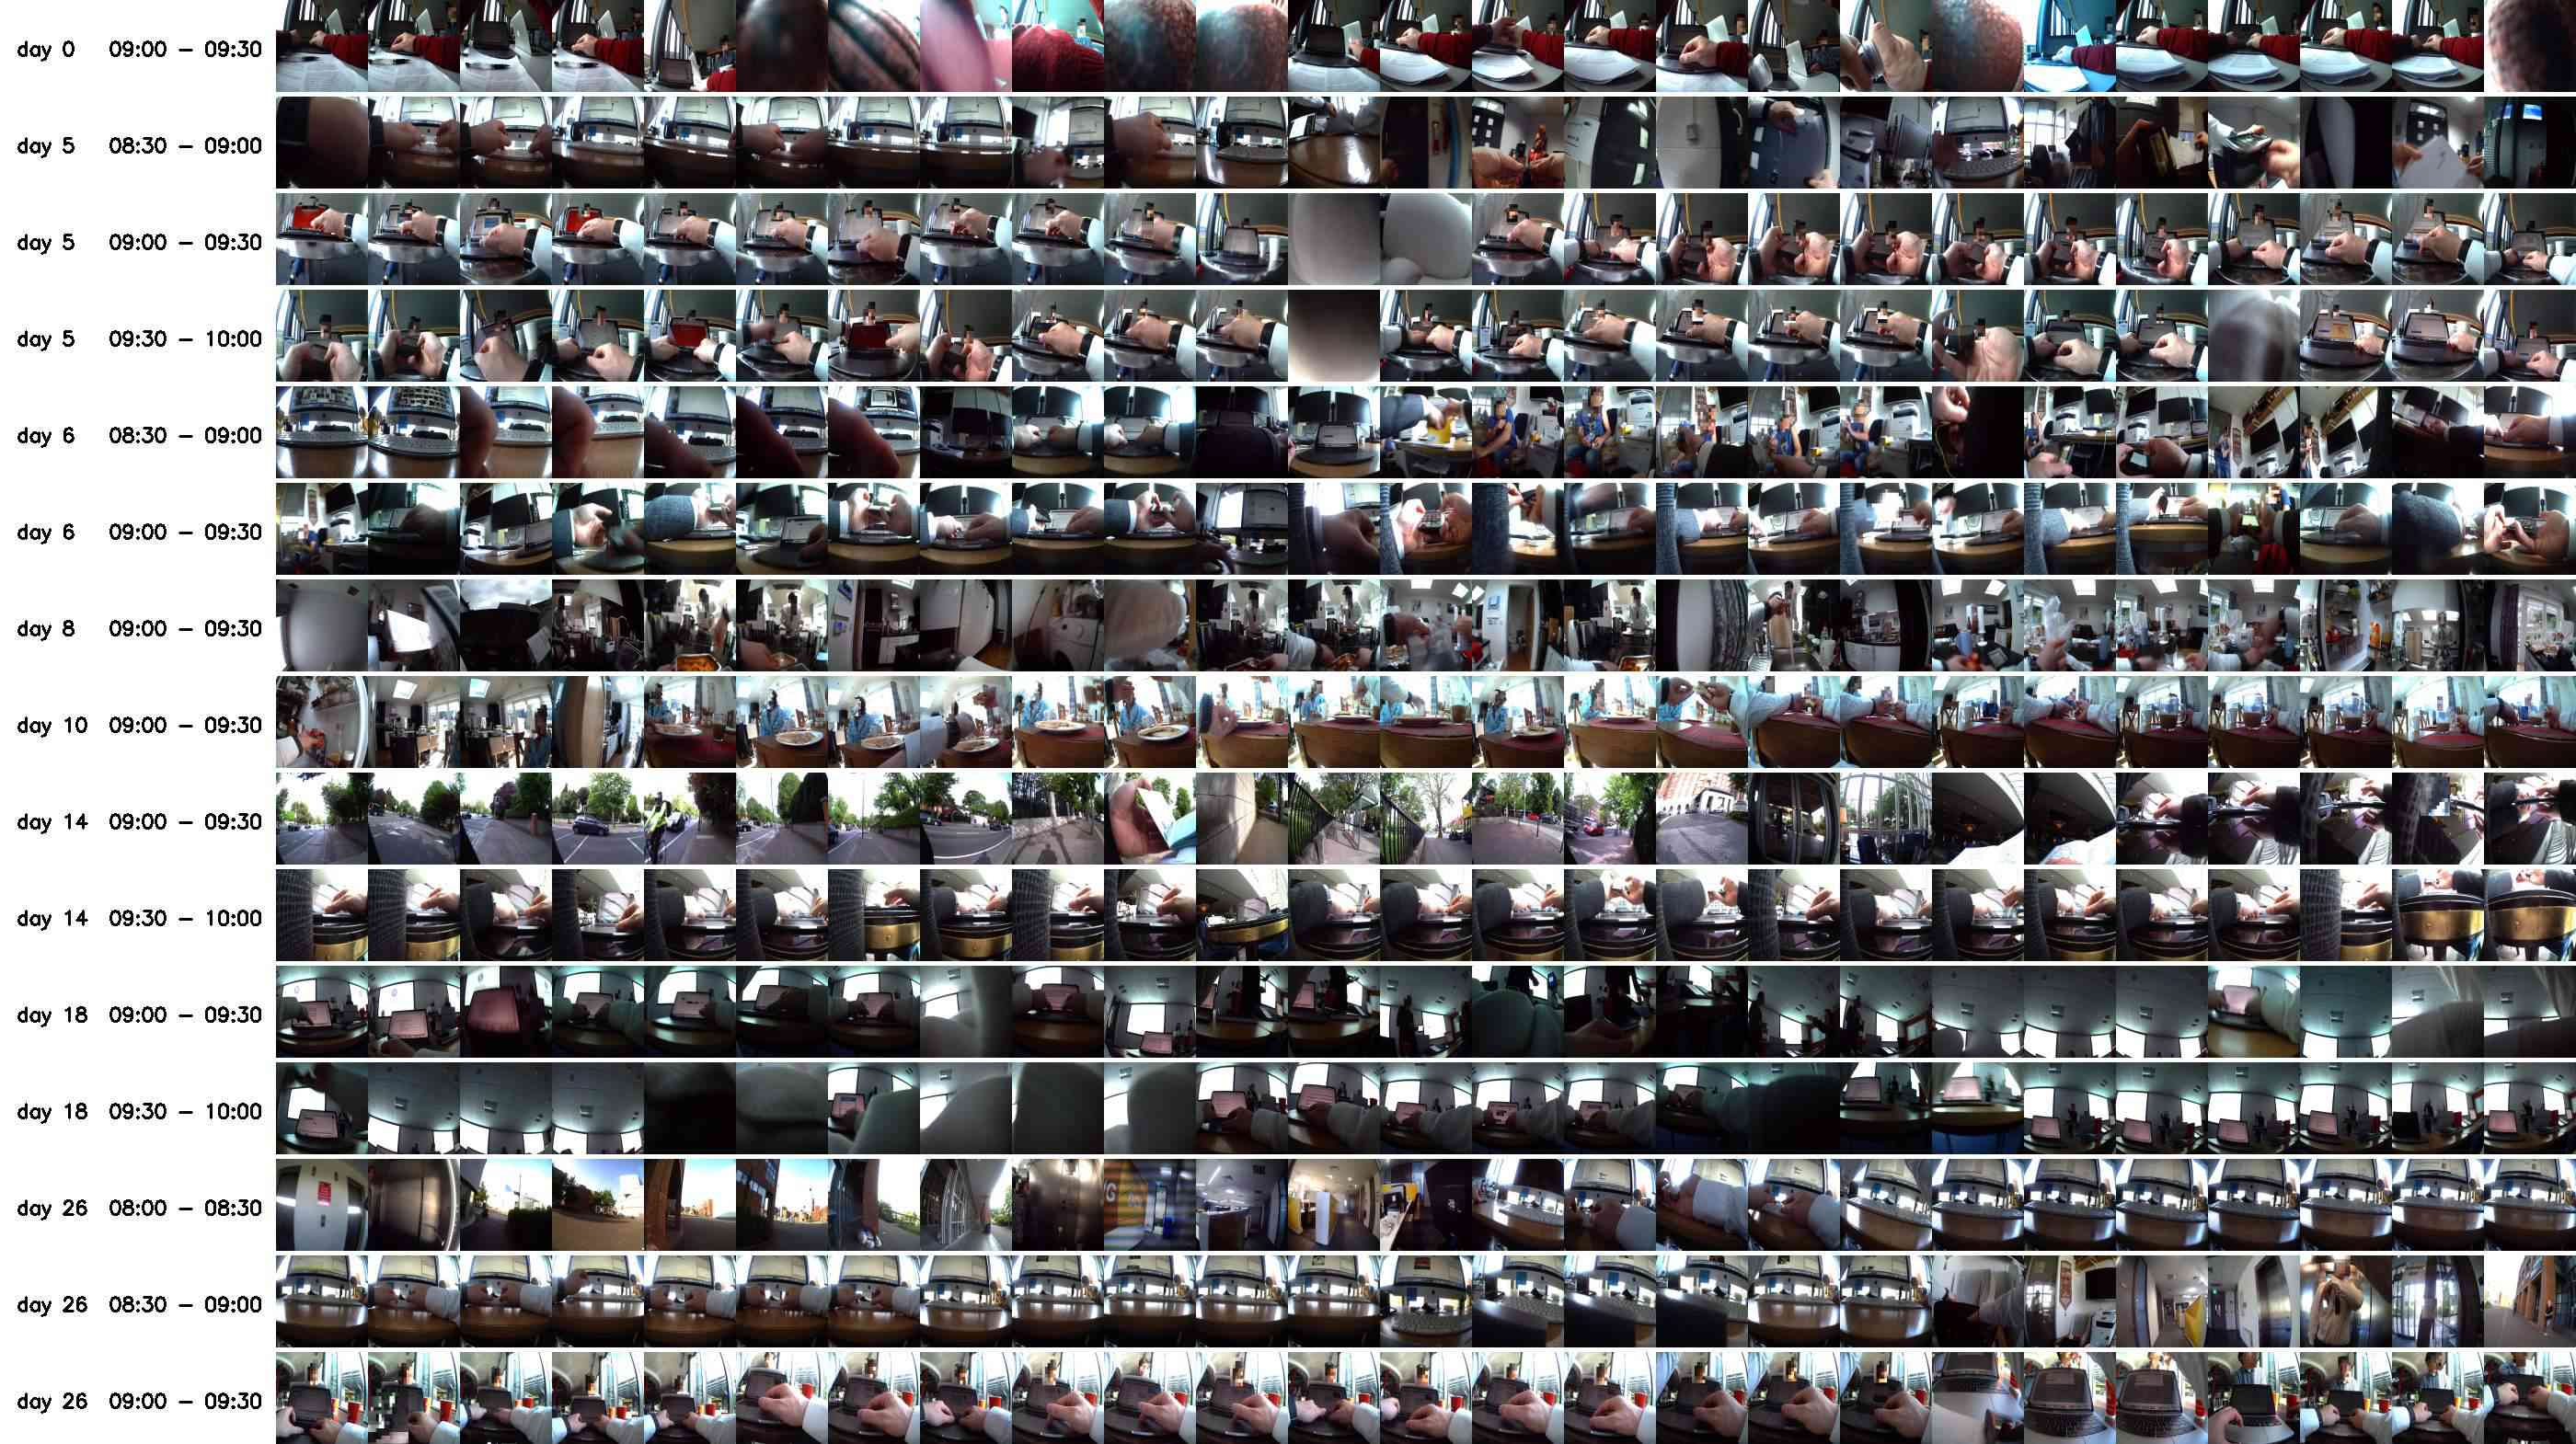 day 0 09:00 – 09:30
day 5 08:30 – 09:00
day 5 09:00 – 09:30
day 5 09:30 – 10:00
day 6 08:30 – 09:00
day 6 09:00 – 09:30
day 8 09:00 – 09:30
day 10 09:00 – 09:30
day 14 09:00 – 09:30
day 14 09:30 – 10:00
day 18 09:00 – 09:30
day 18 09:30 – 10:00
day 26 08:00 – 08:30
day 26 08:30 – 09:00
day 26 09:00 – 09:30